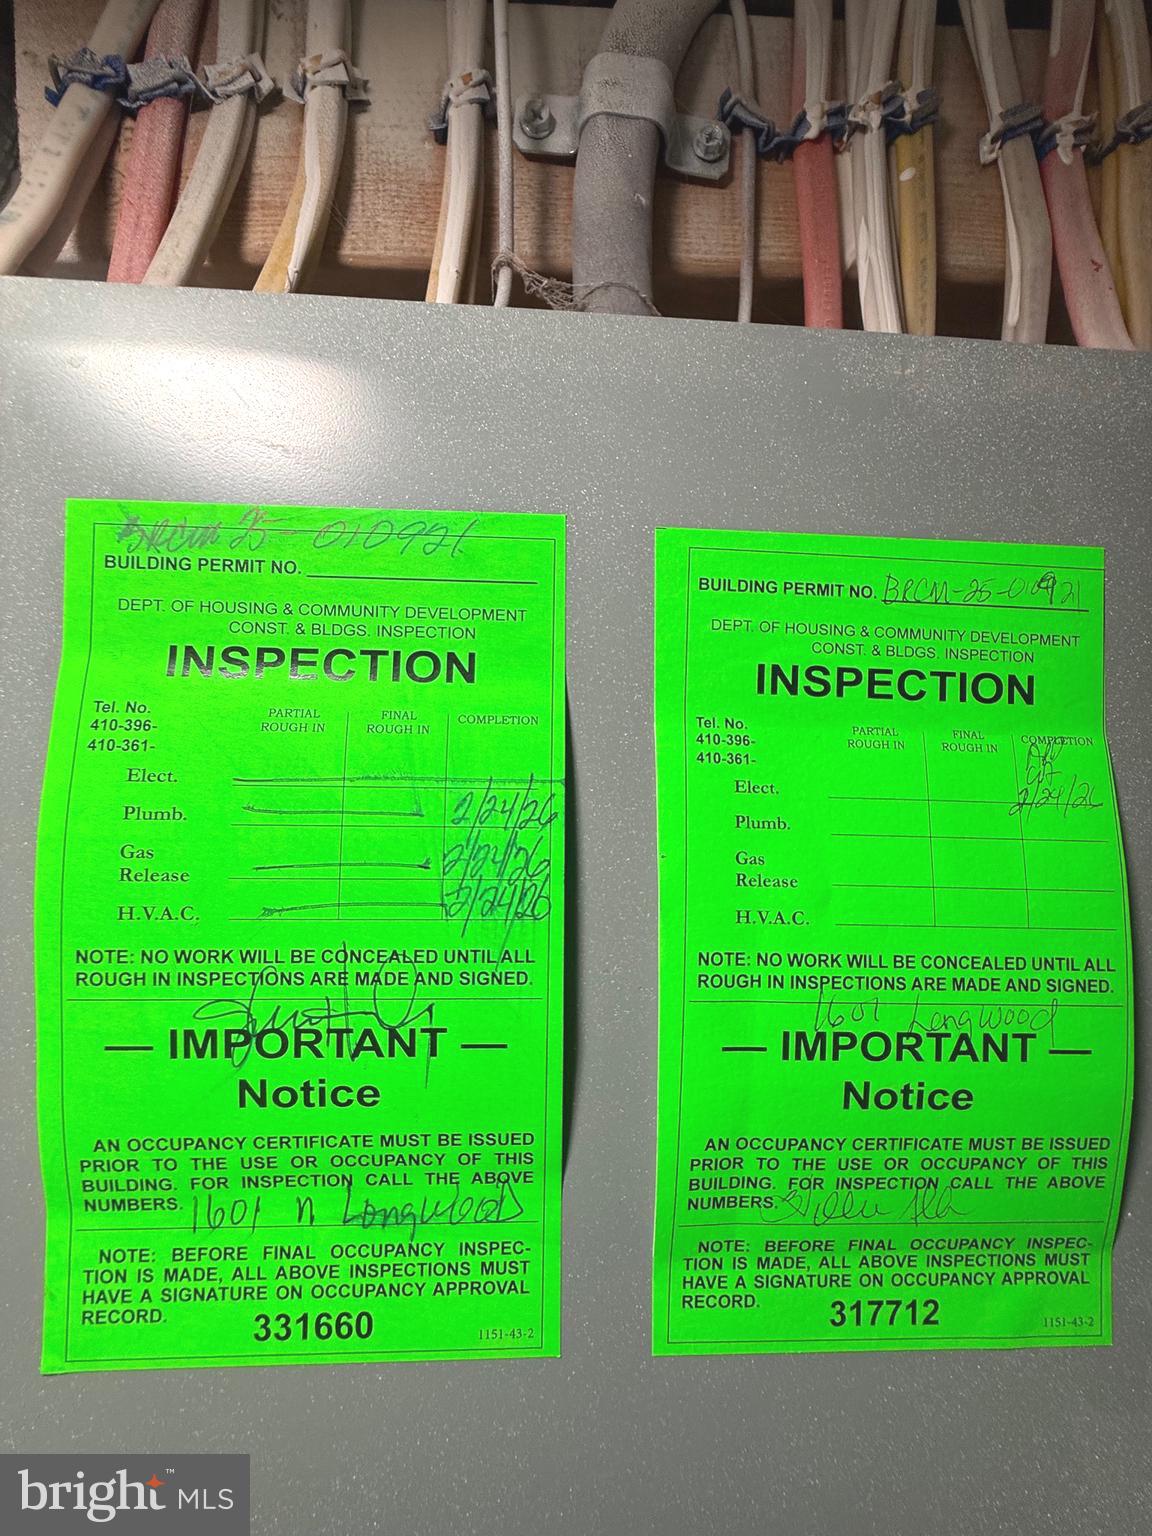 BRCM 25-010921
BUILDING PERMIT NO.
DEPT. OF HOUSING & COMMUNITY DEVELOPMENT
CONST. & BLDGS. INSPECTION
INSPECTION
Tel. No.
410-396-
410-361-
PARTIAL ROUGH IN
FINAL ROUGH IN
COMPLETION
Elect.
Plumb. 2/24/26
Gas Release 2/24/26
H.V.A.C. 2/24/26
NOTE: NO WORK WILL BE CONCEALED UNTIL ALL
ROUGH IN INSPECTIONS ARE MADE AND SIGNED.
— IMPORTANT —
Notice
AN OCCUPANCY CERTIFICATE MUST BE ISSUED
PRIOR TO THE USE OR OCCUPANCY OF THIS
BUILDING. FOR INSPECTION CALL THE ABOVE
NUMBERS. 1601 N Longwood
NOTE: BEFORE FINAL OCCUPANCY INSPEC-
TION IS MADE, ALL ABOVE INSPECTIONS MUST
HAVE A SIGNATURE ON OCCUPANCY APPROVAL
RECORD.
331660
1151-43-2
BUILDING PERMIT NO. BRCM-25-010921
DEPT. OF HOUSING & COMMUNITY DEVELOPMENT
CONST. & BLDGS. INSPECTION
INSPECTION
Tel. No.
410-396-
410-361-
PARTIAL ROUGH IN
FINAL ROUGH IN
COMPLETION
Elect. 2/24/26
Plumb.
Gas Release
H.V.A.C.
NOTE: NO WORK WILL BE CONCEALED UNTIL ALL
ROUGH IN INSPECTIONS ARE MADE AND SIGNED.
1601 Longwood
— IMPORTANT —
Notice
AN OCCUPANCY CERTIFICATE MUST BE ISSUED
PRIOR TO THE USE OR OCCUPANCY OF THIS
BUILDING. FOR INSPECTION CALL THE ABOVE
NUMBERS.
NOTE: BEFORE FINAL OCCUPANCY INSPEC-
TION IS MADE, ALL ABOVE INSPECTIONS MUST
HAVE A SIGNATURE ON OCCUPANCY APPROVAL
RECORD.
317712
1151-43-2
bright™ MLS